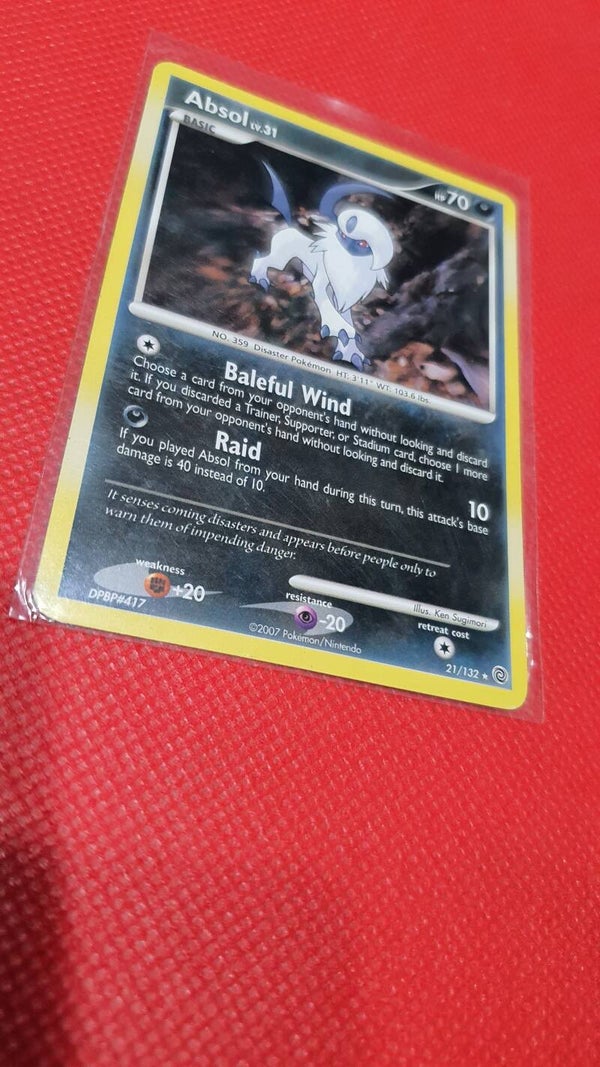 Absol LV.31
BASIC
HP 70
NO. 359 Disaster Pokémon HT: 3'11" WT: 103.6 lbs.
Baleful Wind
Choose a card from your opponent's hand without looking and discard
it. If you discarded a Trainer, Supporter, or Stadium card, choose 1 more
card from your opponent's hand without looking and discard it.
Raid 10
If you played Absol from your hand during this turn, this attack's base
damage is 40 instead of 10.
It senses coming disasters and appears before people only to
warn them of impending danger.
Illus. Ken Sugimori
weakness
+20
resistance
-20
retreat cost
DPBP#417
©2007 Pokémon/Nintendo
21/132 ★